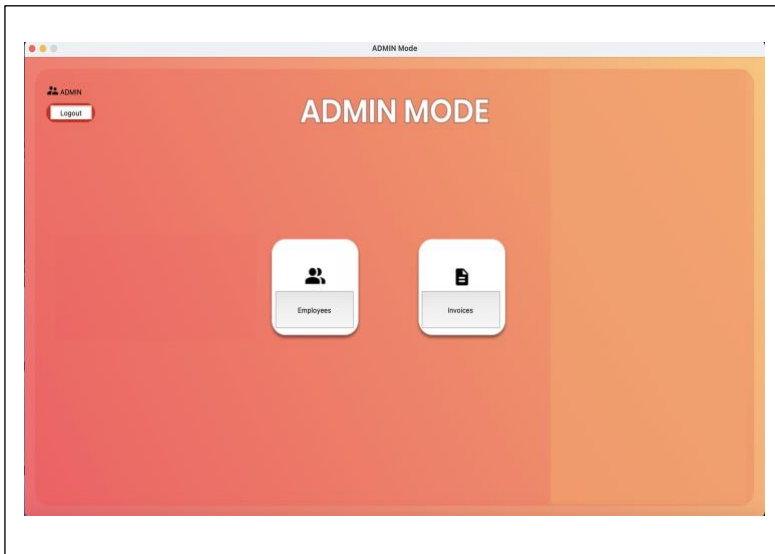 ADMIN Mode
ADMIN
Logout
ADMIN MODE
Employees
Invoices